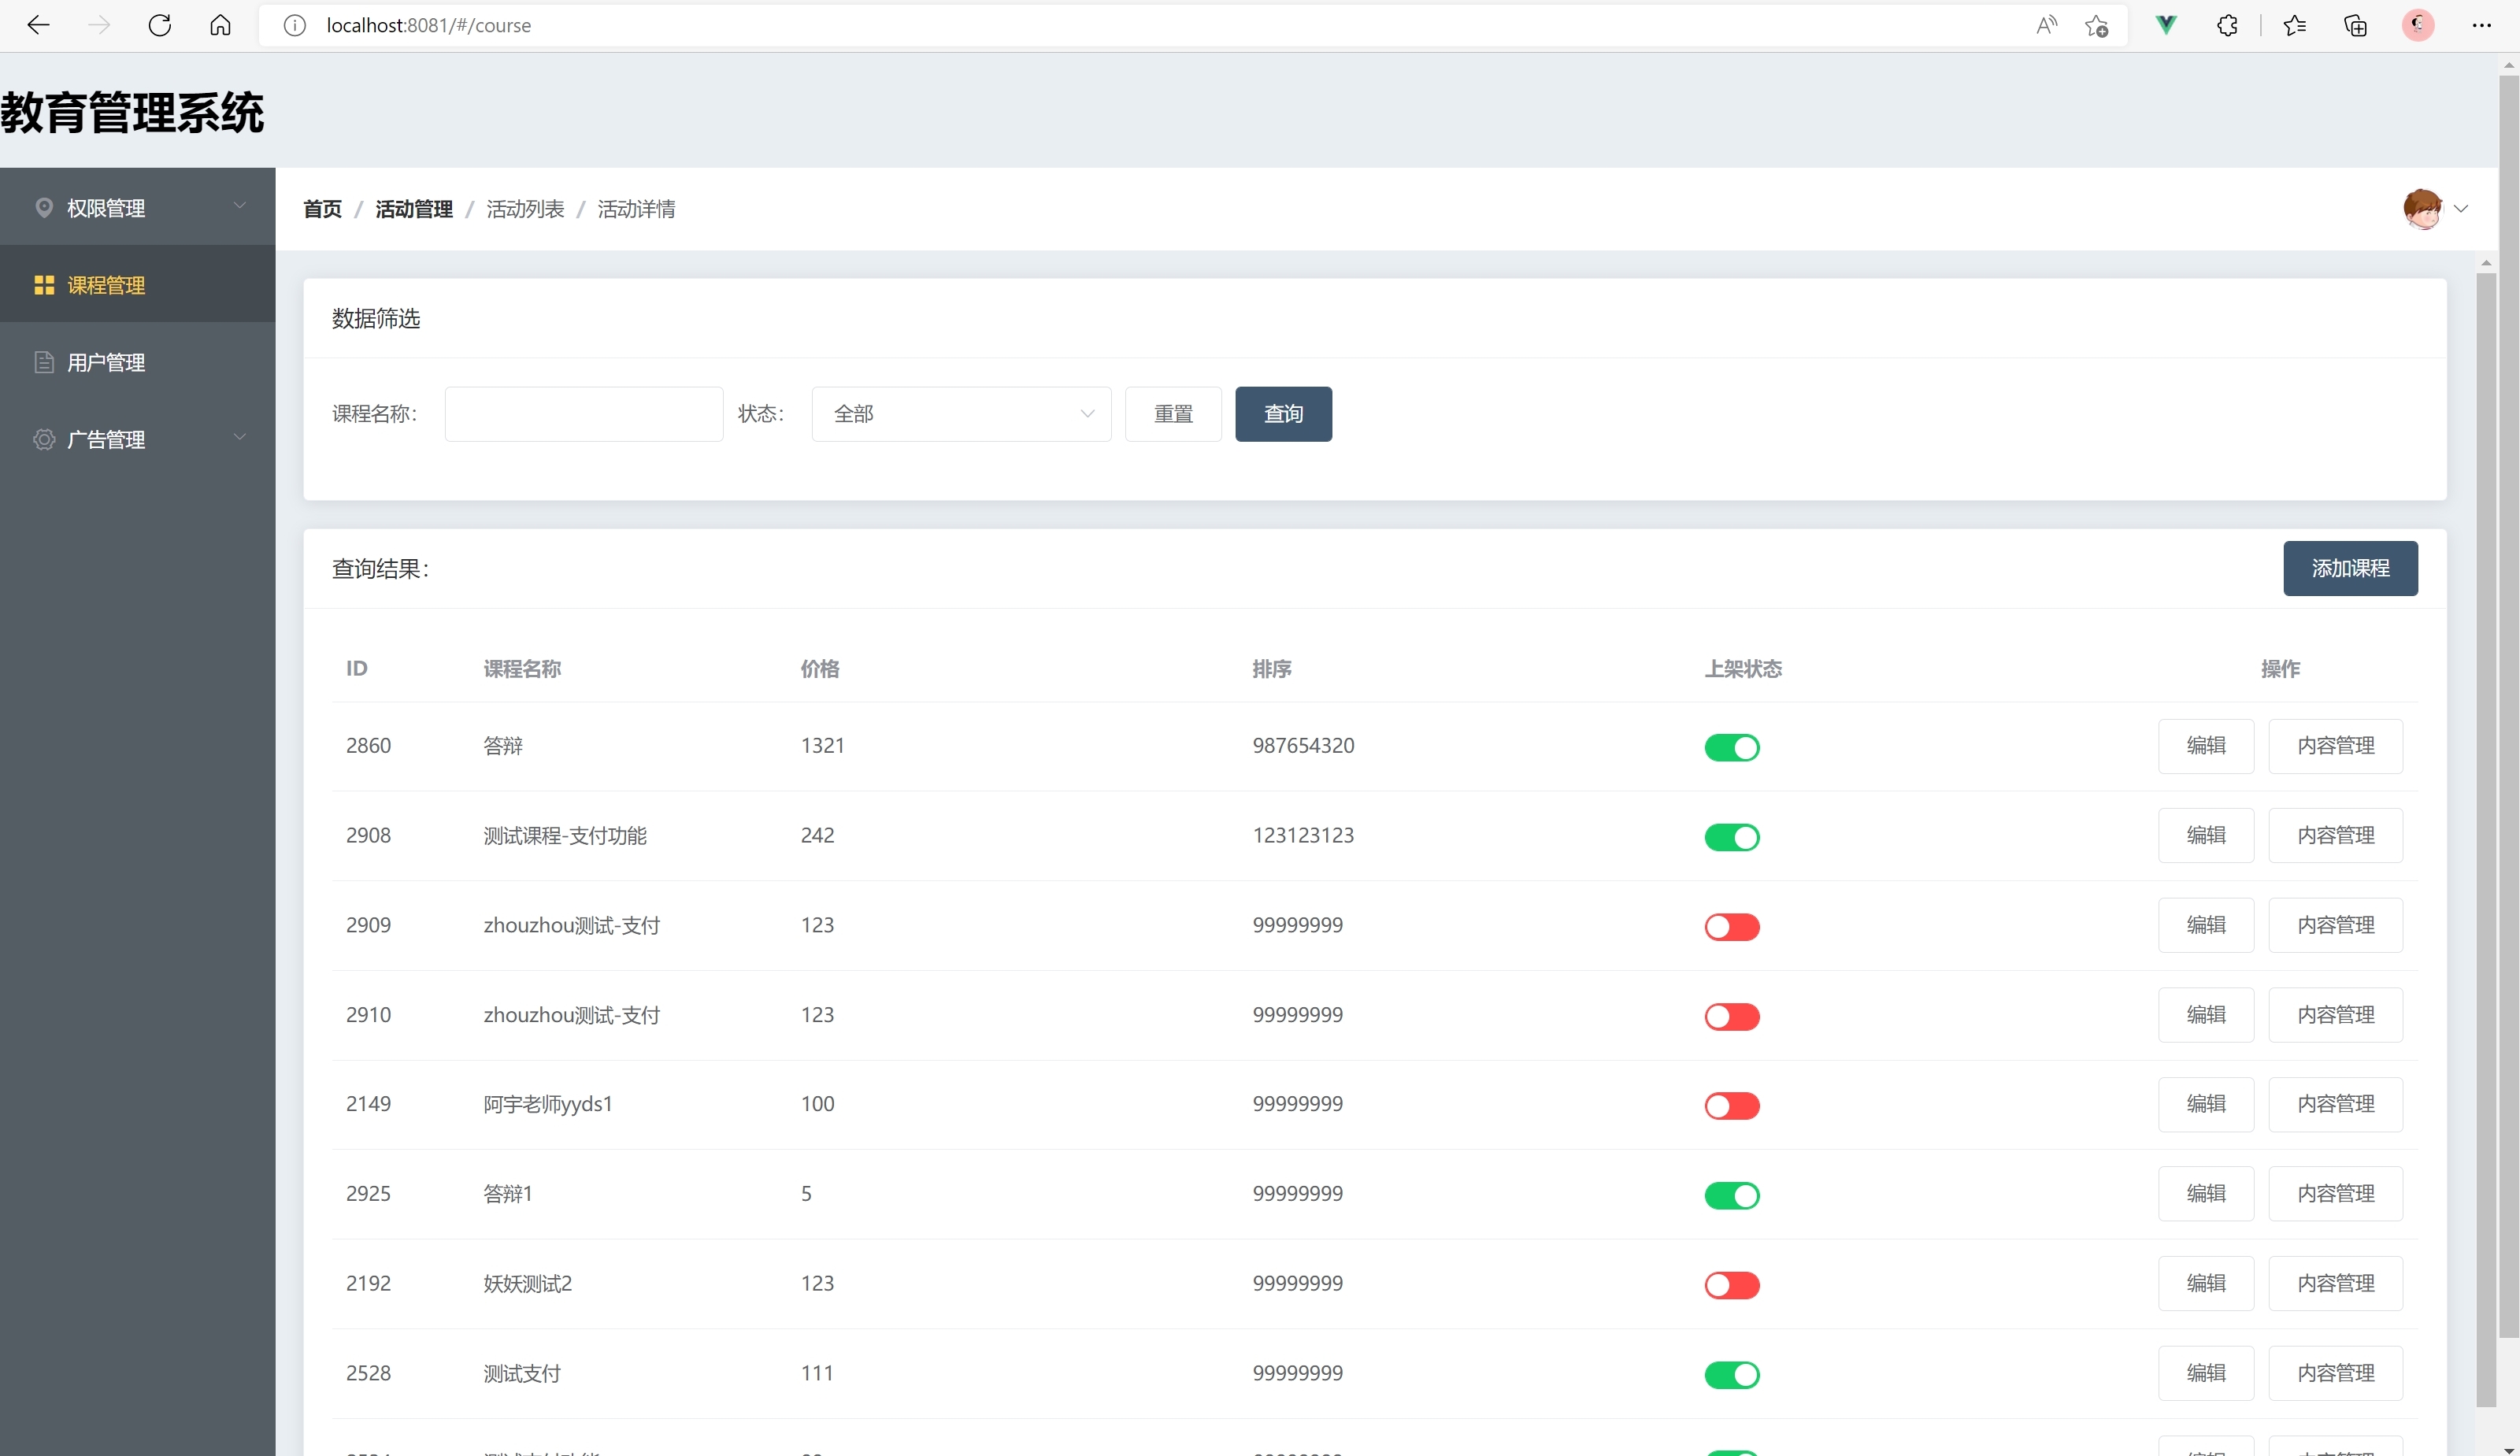 localhost:8081/#/course
教育管理系统
权限管理
首页 / 活动管理 / 活动列表 / 活动详情
课程管理
用户管理
广告管理
数据筛选
课程名称： 状态： 全部 重置 查询
查询结果： 添加课程
ID 课程名称 价格 排序 上架状态 操作
2860 答辩 1321 987654320 编辑 内容管理
2908 测试课程-支付功能 242 123123123 编辑 内容管理
2909 zhouzhou测试-支付 123 99999999 编辑 内容管理
2910 zhouzhou测试-支付 123 99999999 编辑 内容管理
2149 阿宇老师yyds1 100 99999999 编辑 内容管理
2925 答辩1 5 99999999 编辑 内容管理
2192 妖妖测试2 123 99999999 编辑 内容管理
2528 测试支付 111 99999999 编辑 内容管理